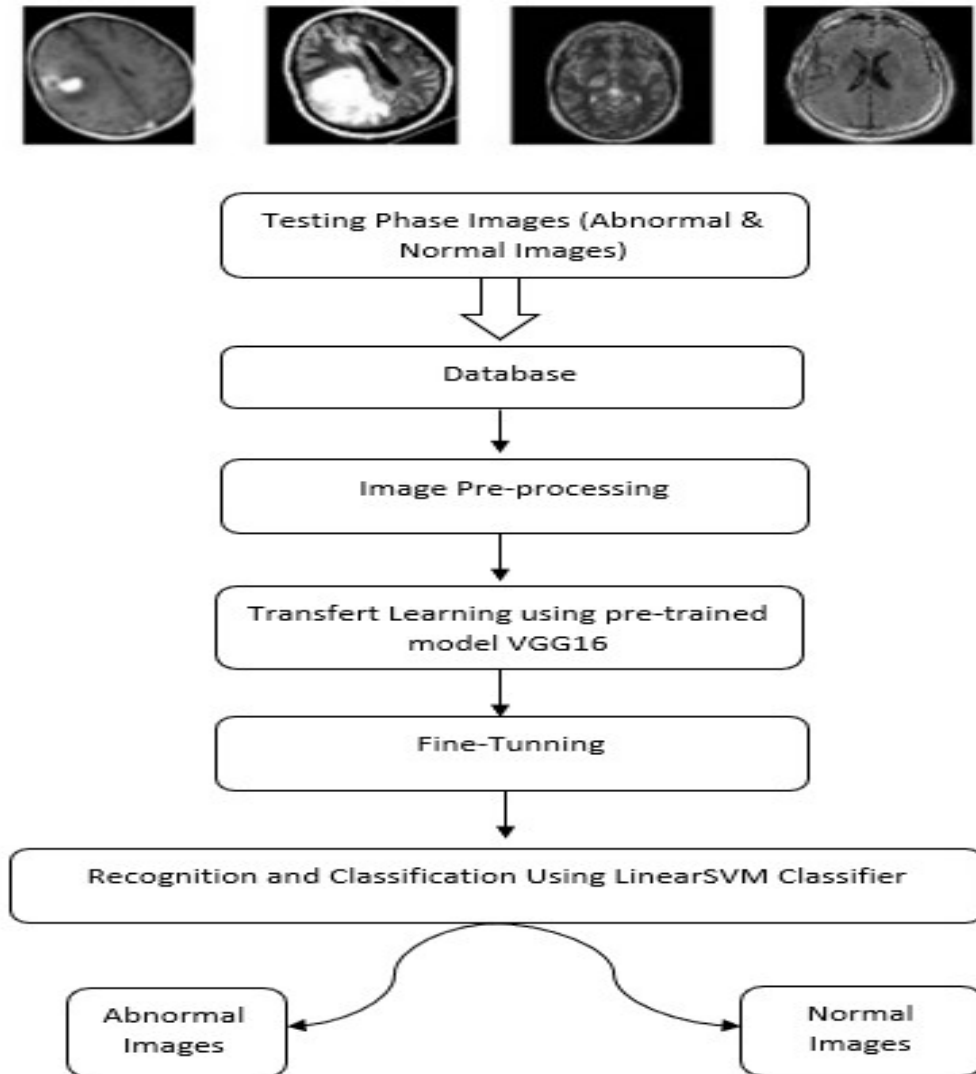 Testing Phase Images (Abnormal &
Normal Images)
Database
Image Pre-processing
Transfert Learning using pre-trained
model VGG16
Fine-Tunning
Recognition and Classification Using LinearSVM Classifier
Abnormal
Images
Normal
Images